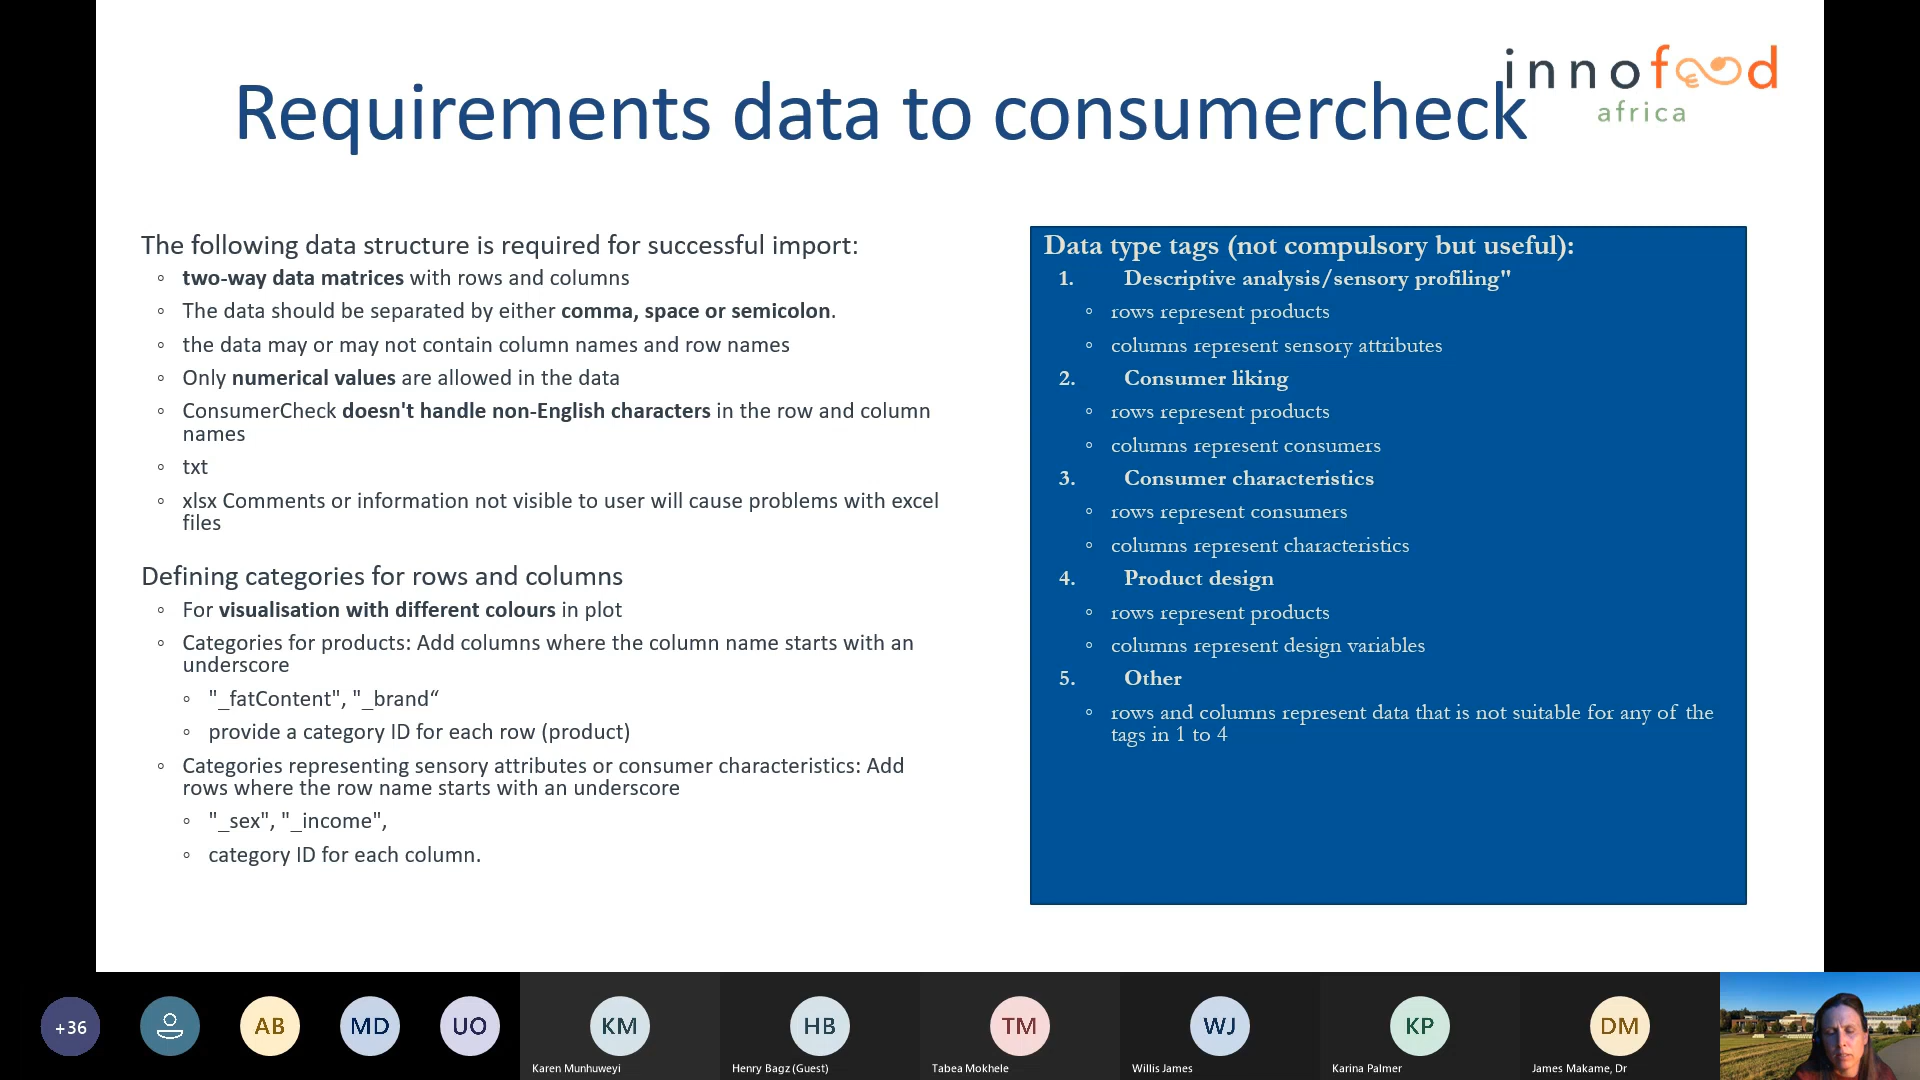 innofood
africa
Requirements data to consumercheck
The following data structure is required for successful import:
◦ two-way data matrices with rows and columns
◦ The data should be separated by either comma, space or semicolon.
◦ the data may or may not contain column names and row names
◦ Only numerical values are allowed in the data
◦ ConsumerCheck doesn't handle non-English characters in the row and column
names
◦ txt
◦ xlsx Comments or information not visible to user will cause problems with excel
files
Defining categories for rows and columns
◦ For visualisation with different colours in plot
◦ Categories for products: Add columns where the column name starts with an
underscore
◦ "_fatContent", "_brand“
◦ provide a category ID for each row (product)
◦ Categories representing sensory attributes or consumer characteristics: Add
rows where the row name starts with an underscore
◦ "_sex", "_income",
◦ category ID for each column.
Data type tags (not compulsory but useful):
1. Descriptive analysis/sensory profiling"
◦ rows represent products
◦ columns represent sensory attributes
2. Consumer liking
◦ rows represent products
◦ columns represent consumers
3. Consumer characteristics
◦ rows represent consumers
◦ columns represent characteristics
4. Product design
◦ rows represent products
◦ columns represent design variables
5. Other
◦ rows and columns represent data that is not suitable for any of the
tags in 1 to 4
+36
AB
MD
UO
KM
HB
TM
WJ
KP
DM
Karen Munhuweyi
Henry Bagz (Guest)
Tabea Mokhele
Willis James
Karina Palmer
James Makame, Dr